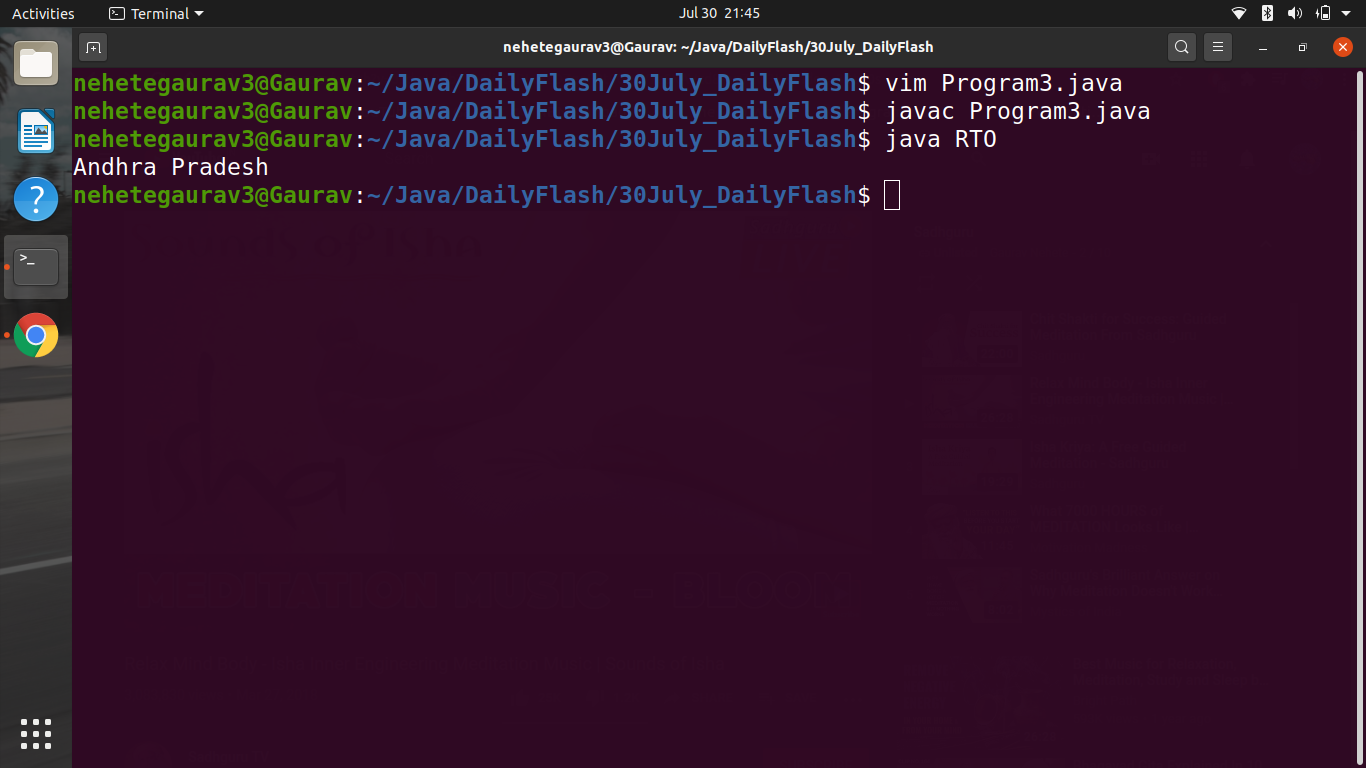 Activities Terminal Jul 30 21:45
nehetegaurav3@Gaurav: ~/Java/DailyFlash/30July_DailyFlash
nehetegaurav3@Gaurav:~/Java/DailyFlash/30July_DailyFlash$ vim Program3.java
nehetegaurav3@Gaurav:~/Java/DailyFlash/30July_DailyFlash$ javac Program3.java
nehetegaurav3@Gaurav:~/Java/DailyFlash/30July_DailyFlash$ java RTO
Andhra Pradesh
nehetegaurav3@Gaurav:~/Java/DailyFlash/30July_DailyFlash$